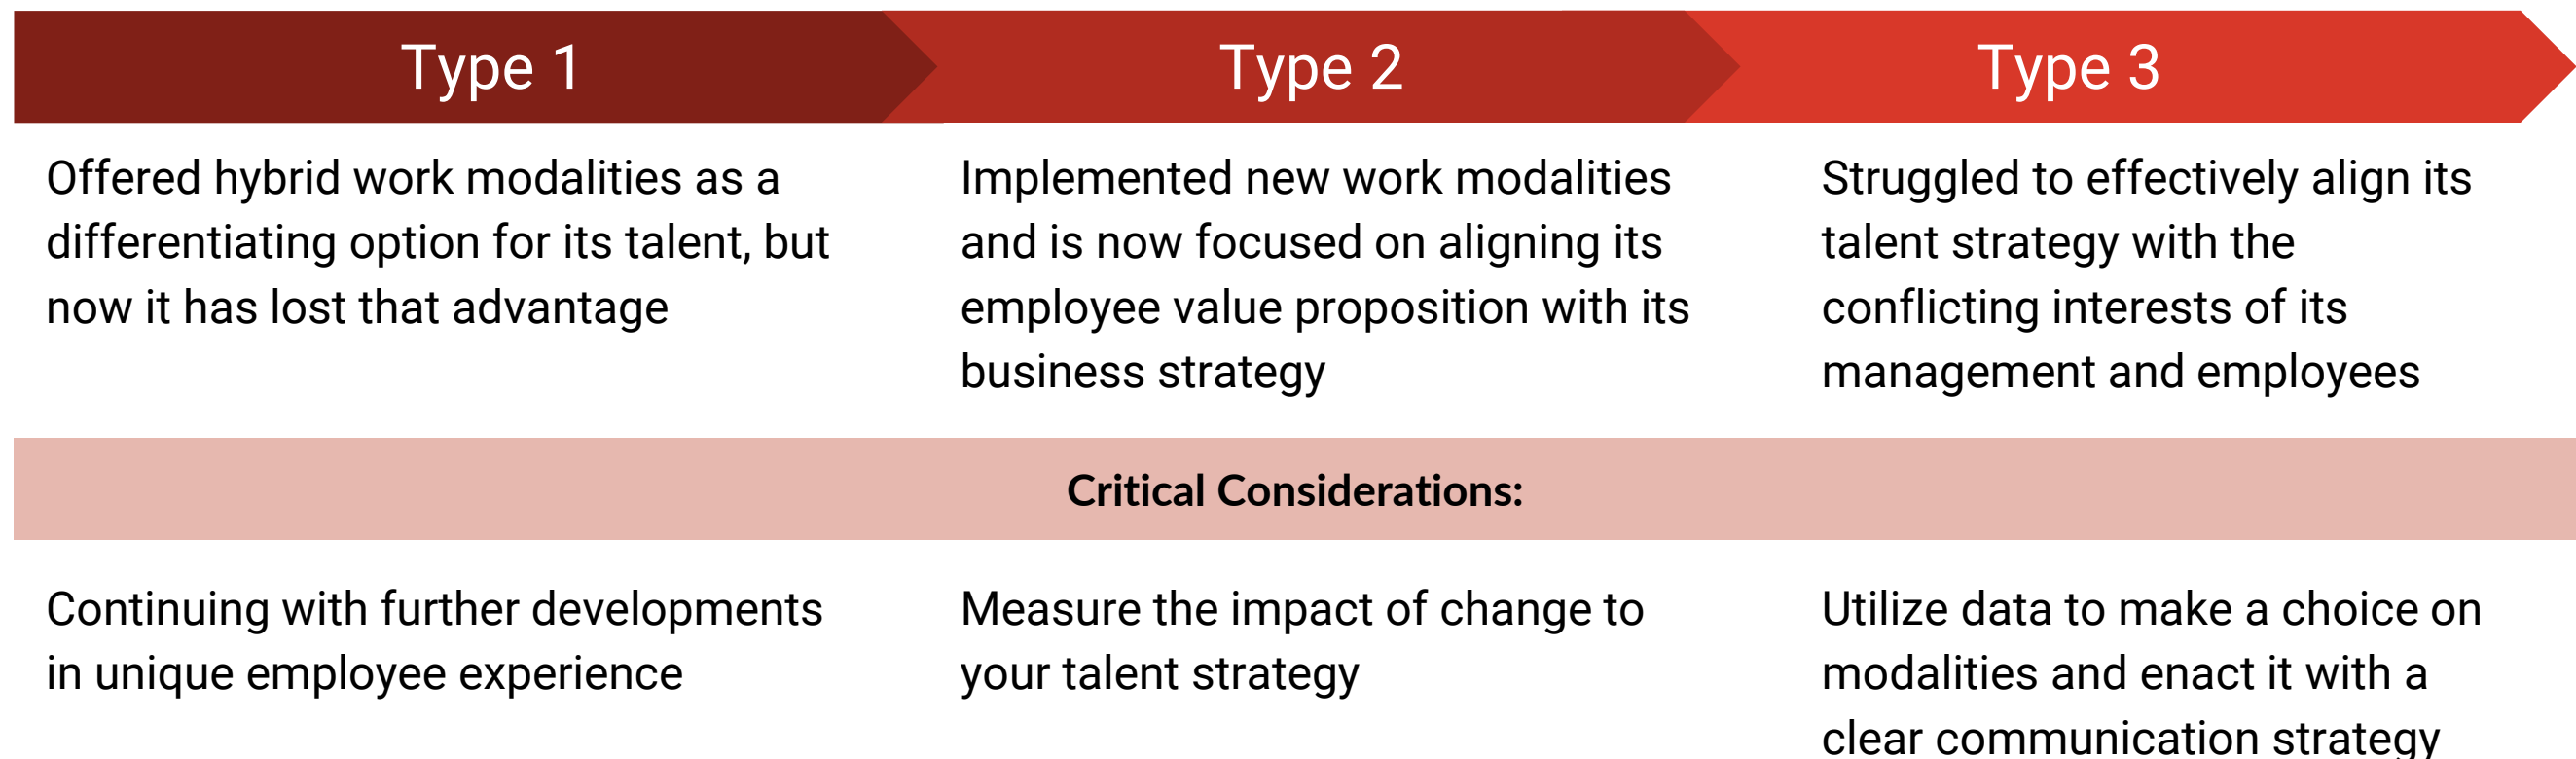 Type 1
Type 2
Type 3
Offered hybrid work modalities as a
differentiating option for its talent, but
now it has lost that advantage
Implemented new work modalities
and is now focused on aligning its
employee value proposition with its
business strategy
Struggled to effectively align its
talent strategy with the
conflicting interests of its
management and employees
Critical Considerations:
Continuing with further developments
in unique employee experience
Measure the impact of change to
your talent strategy
Utilize data to make a choice on
modalities and enact it with a
clear communication strategy